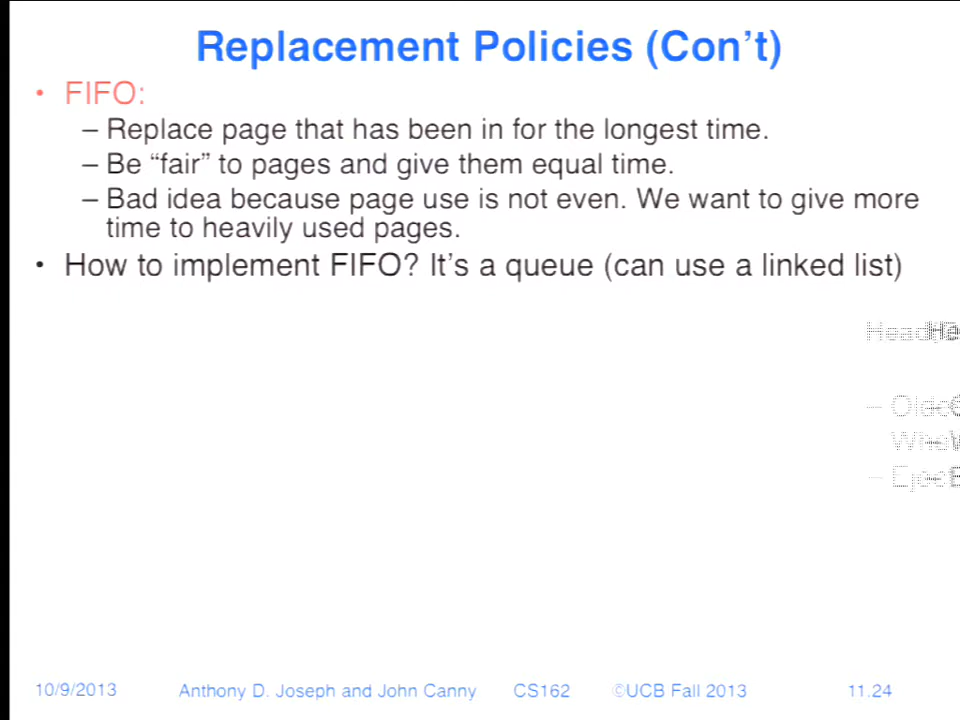 Replacement Policies (Con't)
• FIFO:
– Replace page that has been in for the longest time.
– Be “fair” to pages and give them equal time.
– Bad idea because page use is not even. We want to give more
time to heavily used pages.
• How to implement FIFO? It's a queue (can use a linked list)
10/9/2013 Anthony D. Joseph and John Canny CS162 ©UCB Fall 2013 11.24